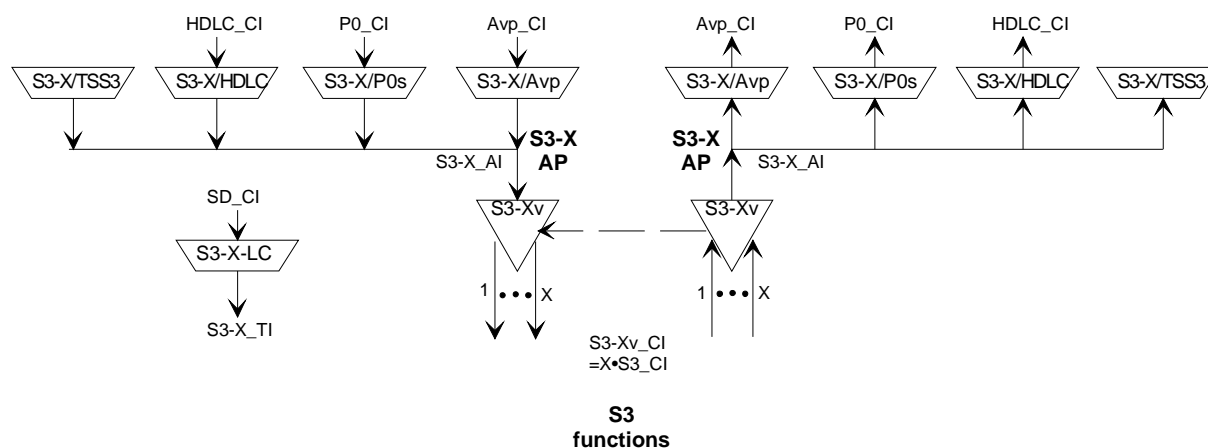 HDLC_CI P0_CI Avp_CI Avp_CI P0_CI HDLC_CI
S3-X/TSS3 S3-X/HDLC S3-X/P0s S3-X/Avp S3-X/Avp S3-X/P0s S3-X/HDLC S3-X/TSS3
S3-X
AP
S3-X
AP
S3-X_AI S3-X_AI
SD_CI
S3-Xv S3-Xv
S3-X-LC
1 ••• X 1 ••• X
S3-X_TI
S3-Xv_CI
=X•S3_CI
S3
functions